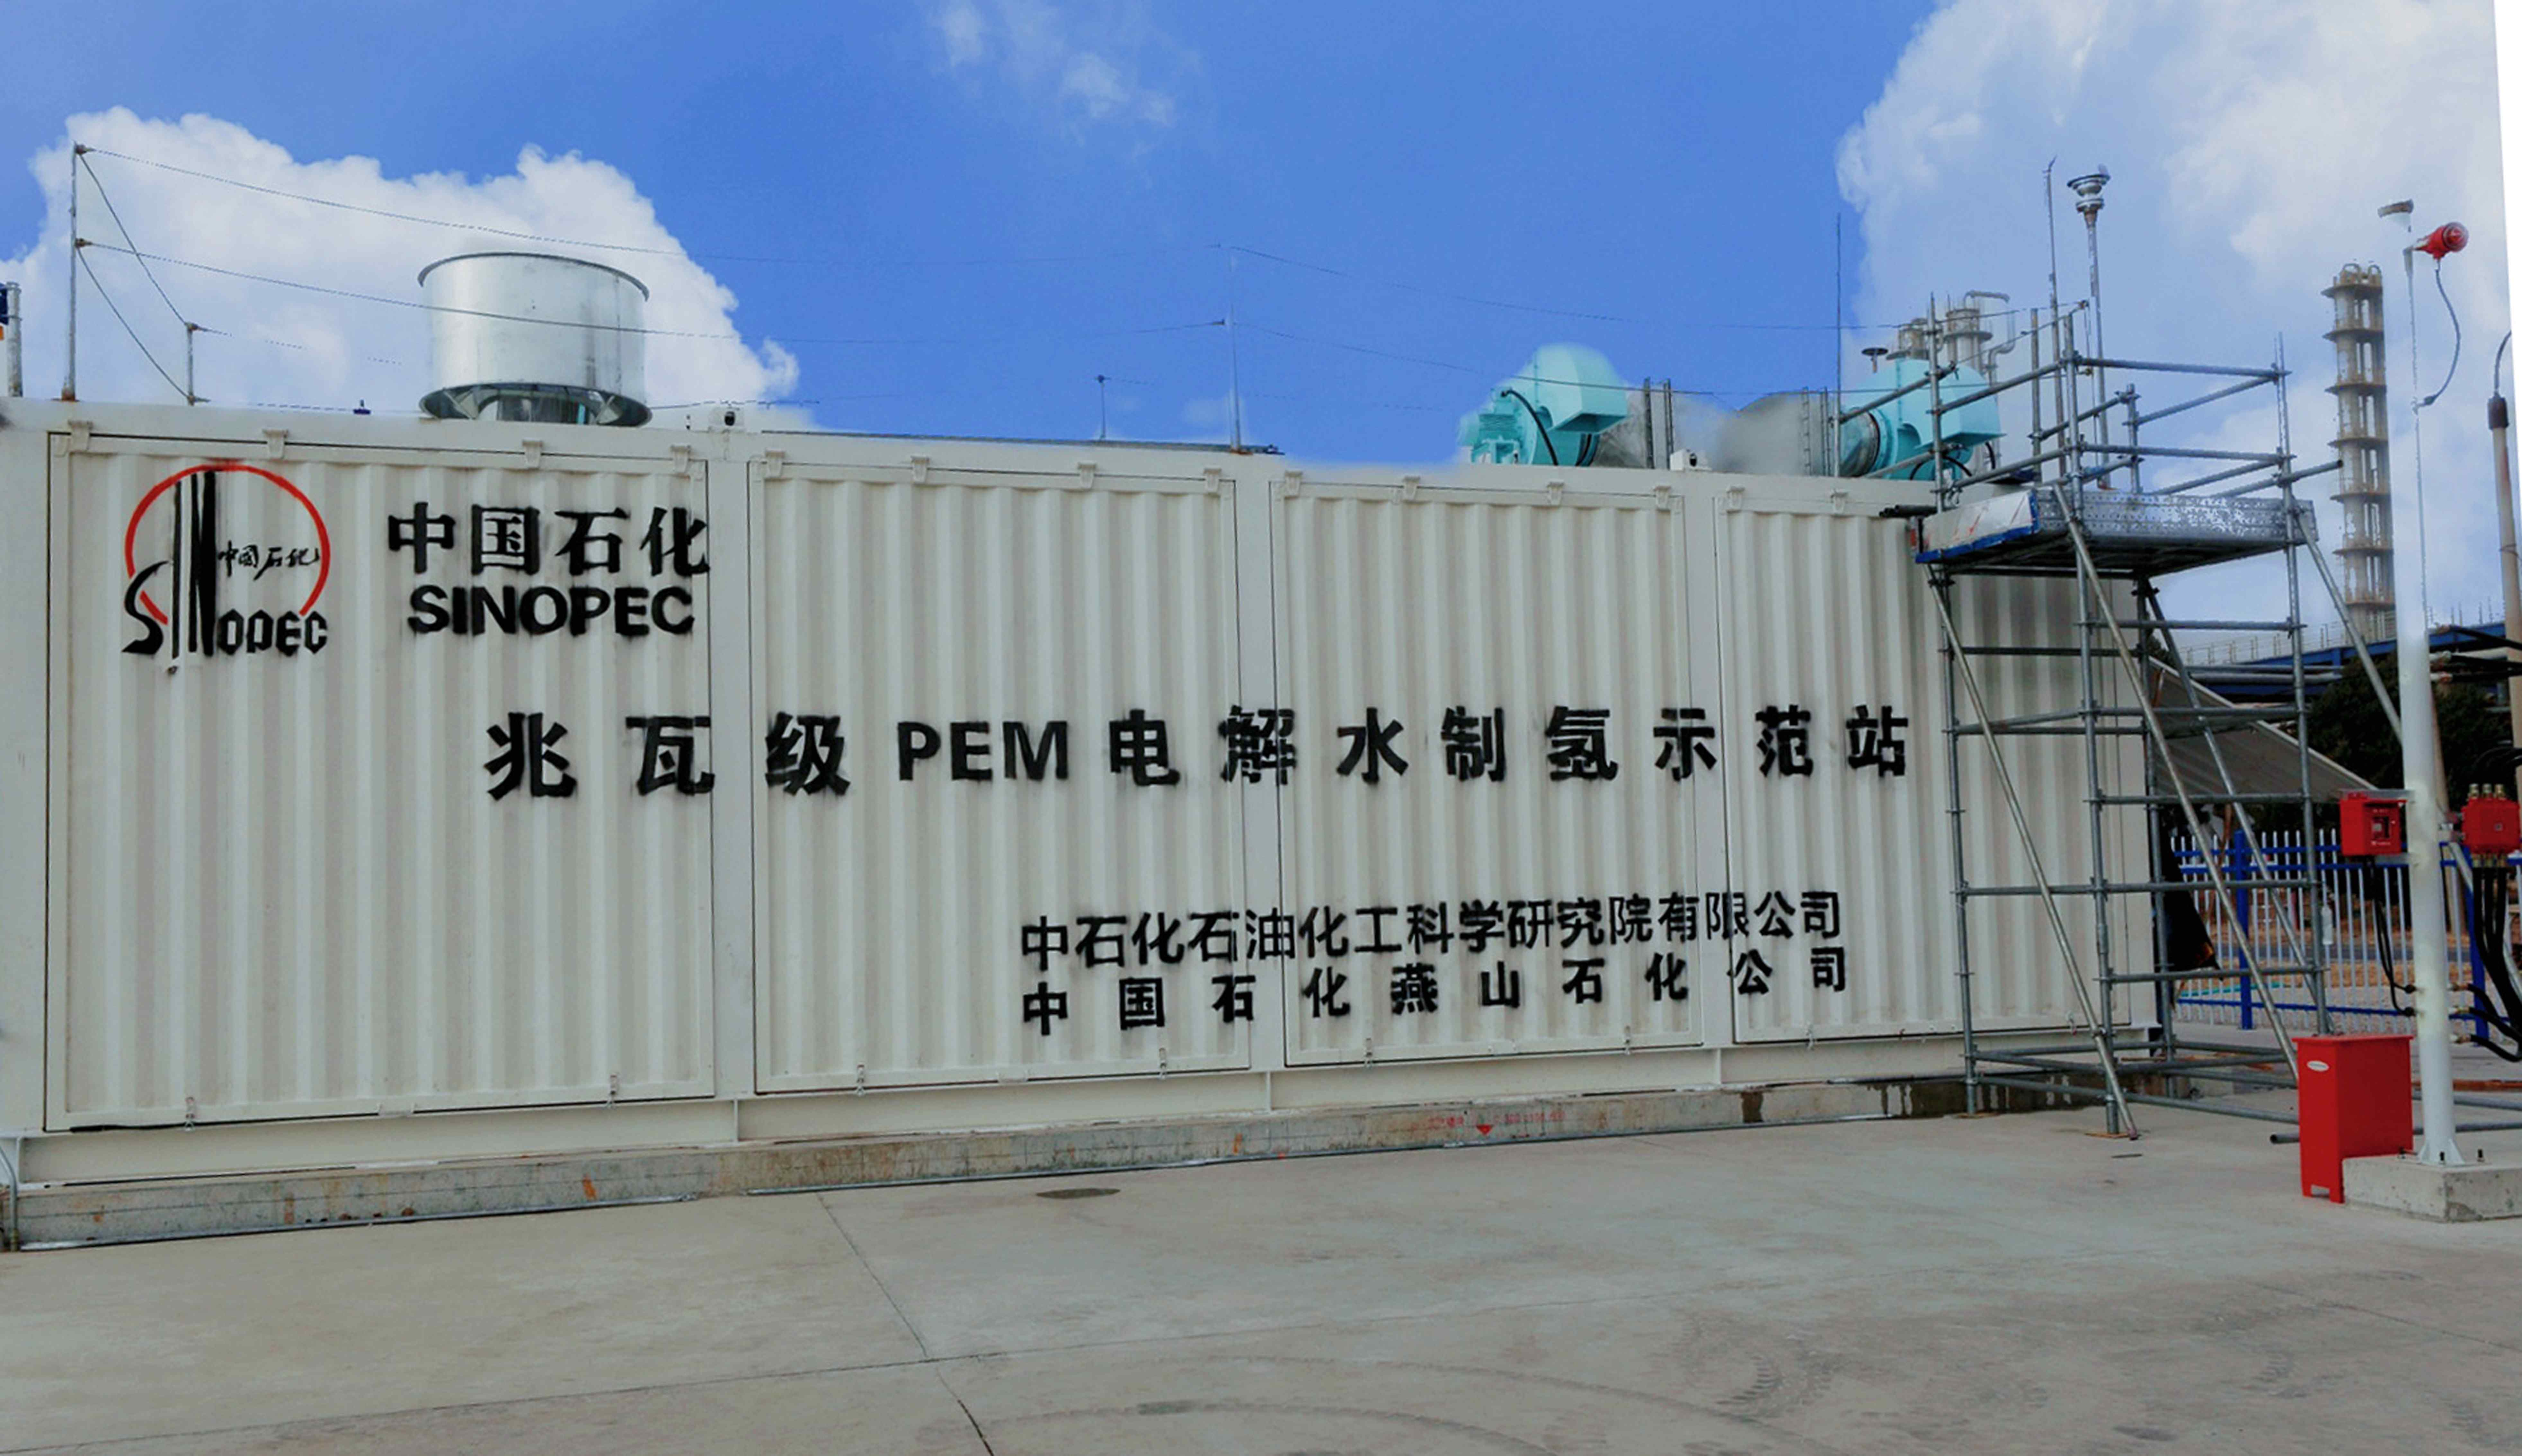 中国石化
SINOPEC
中国石化
SINOPEC
兆瓦级PEM电解水制氢示范站
中石化石油化工科学研究院有限公司
中国石化燕山石化公司